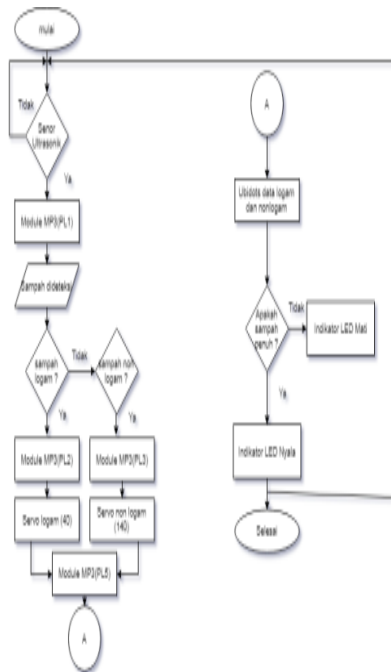 mulai
Tidak
Senor
Ultrasonik
Ya
Module MP3(PL1)
Sampah dideteksi
sampah
logam ?
Tidak
sampah non
logam ?
Ya
Ya
Module MP3(PL2)
Module MP3(PL3)
Servo logam (40)
Servo non logam
(140)
Module MP3(PL5)
A
A
Ubidots data logam
dan nonlogam
Apakah
sampah
penuh ?
Tidak
Indikator LED Mati
Ya
Indikator LED Nyala
Selesai